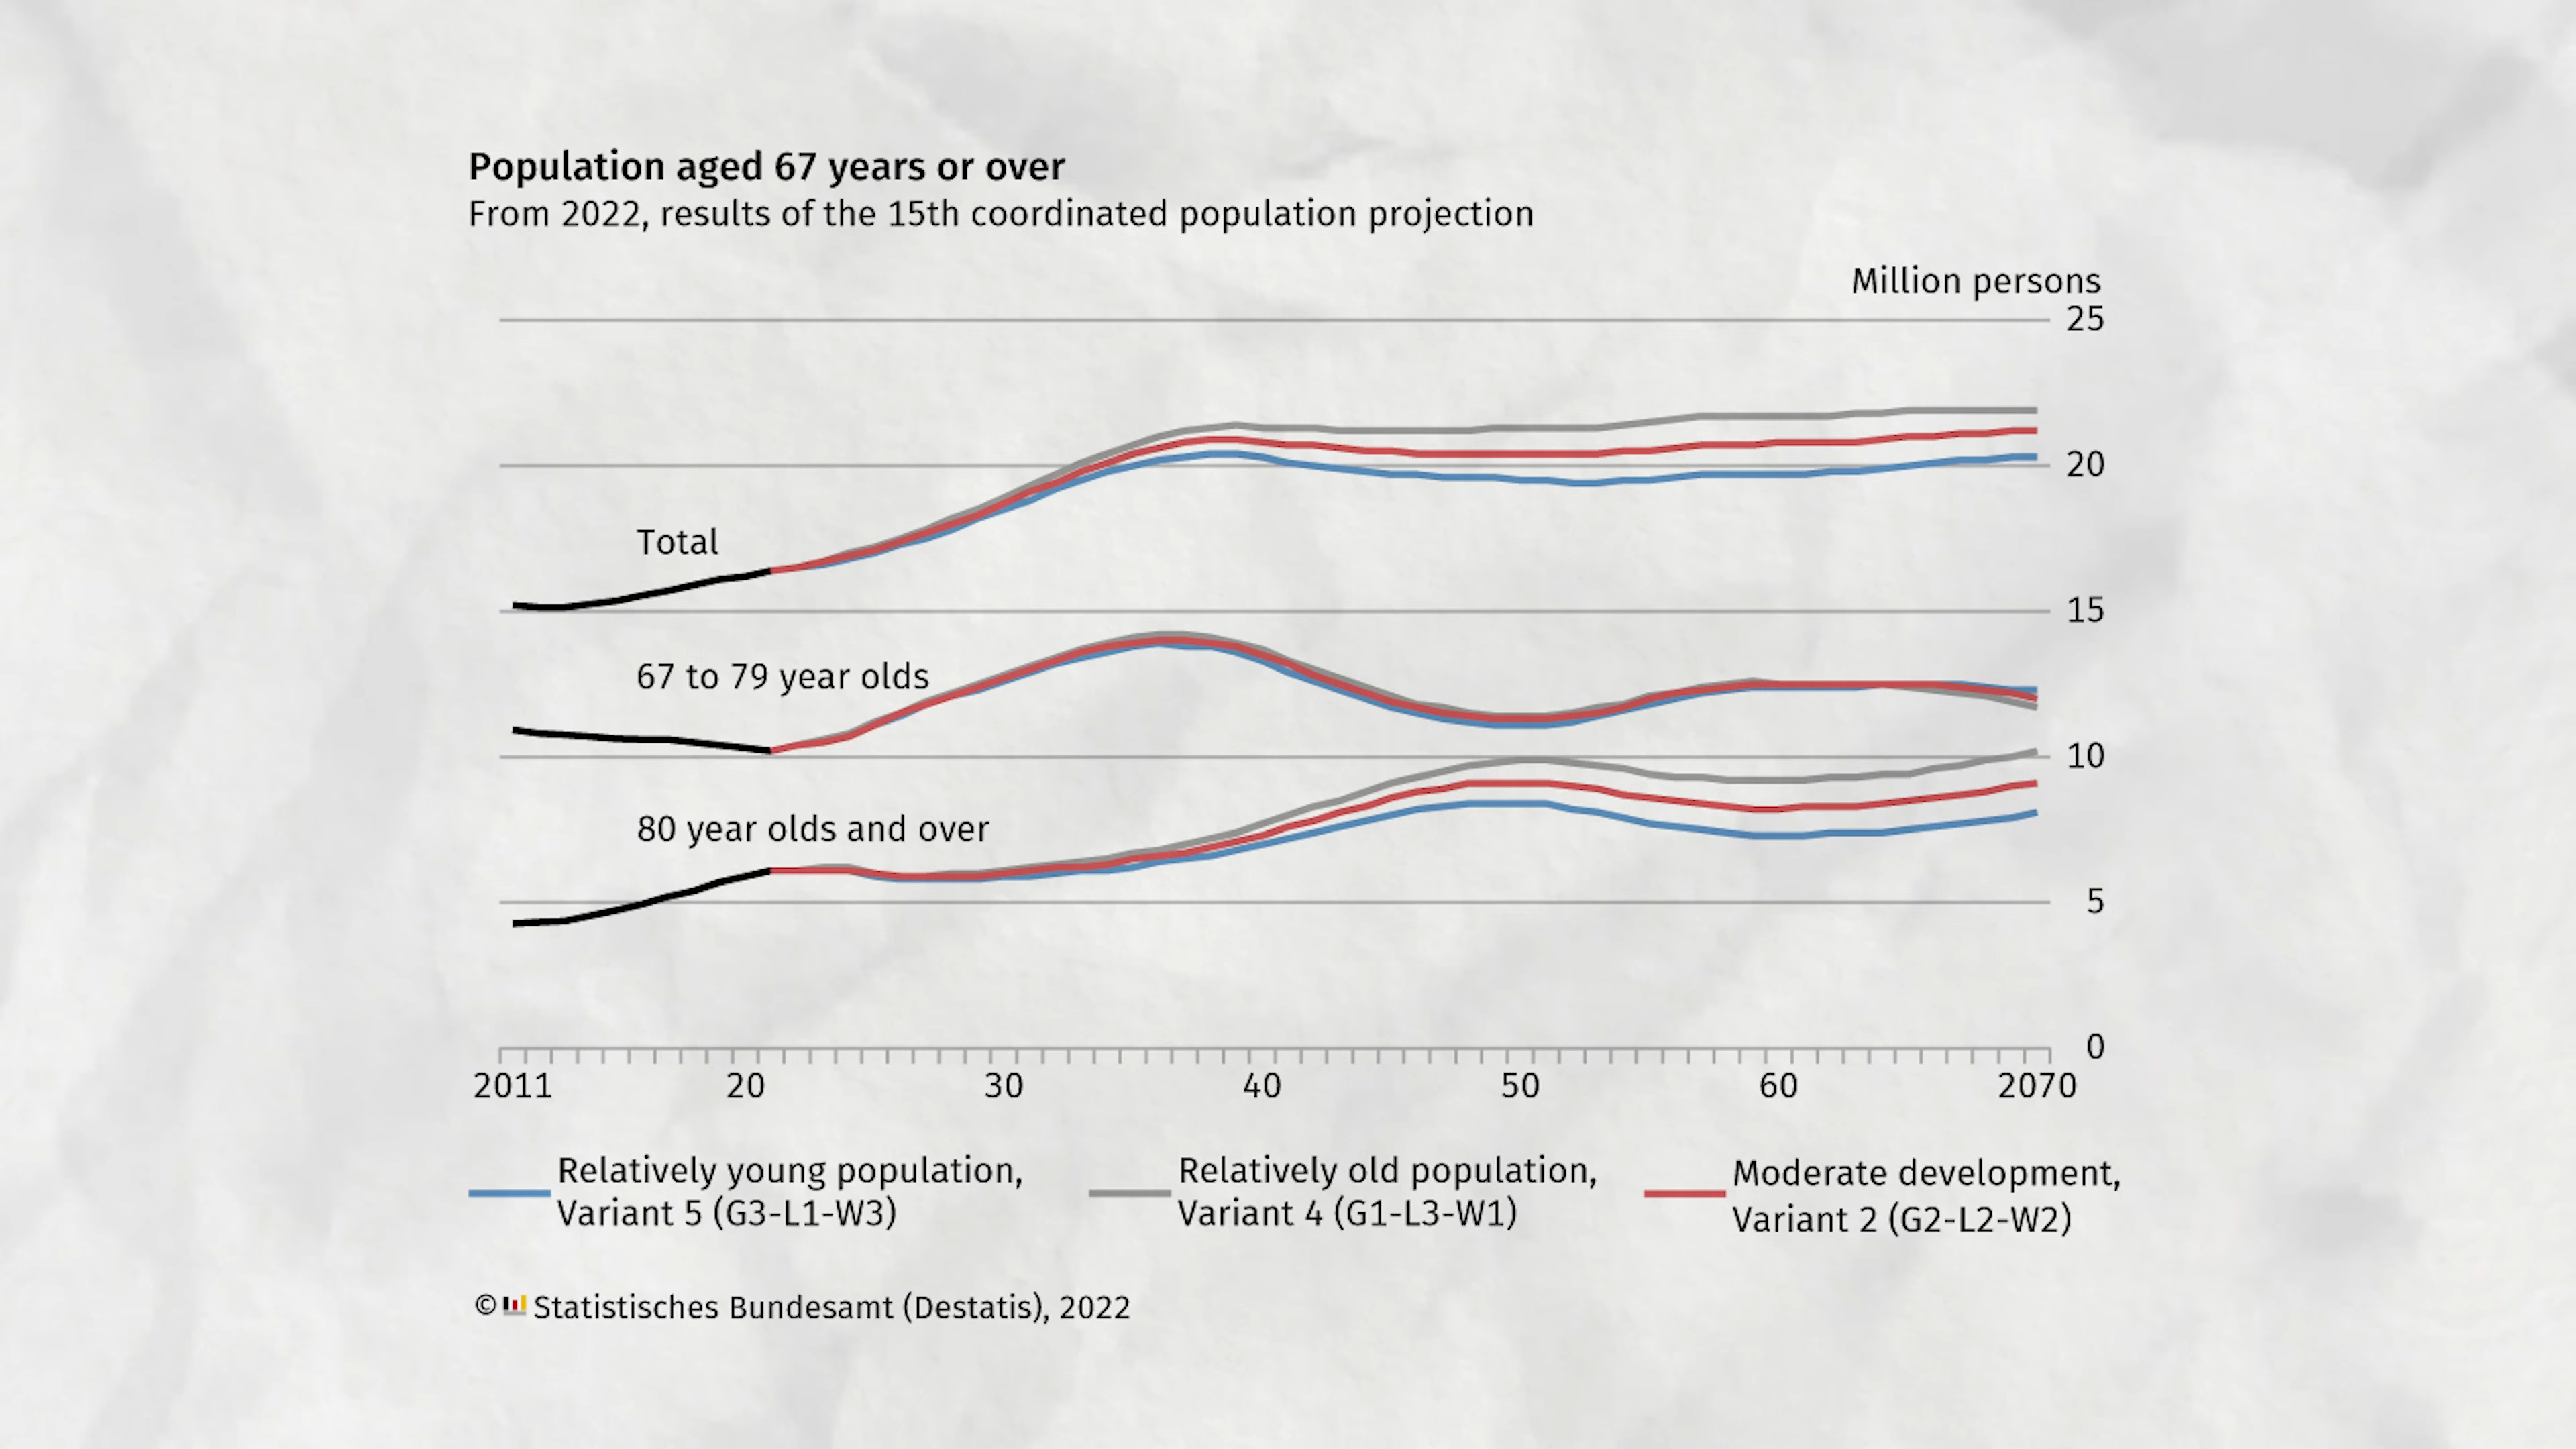 Population aged 67 years or over
From 2022, results of the 15th coordinated population projection
Million persons
25
20
Total
15
67 to 79 year olds
10
80 year olds and over
5
0
2011 20 30 40 50 60 2070
Relatively young population,
Variant 5 (G3-L1-W3)
Relatively old population,
Variant 4 (G1-L3-W1)
Moderate development,
Variant 2 (G2-L2-W2)
© Statistisches Bundesamt (Destatis), 2022